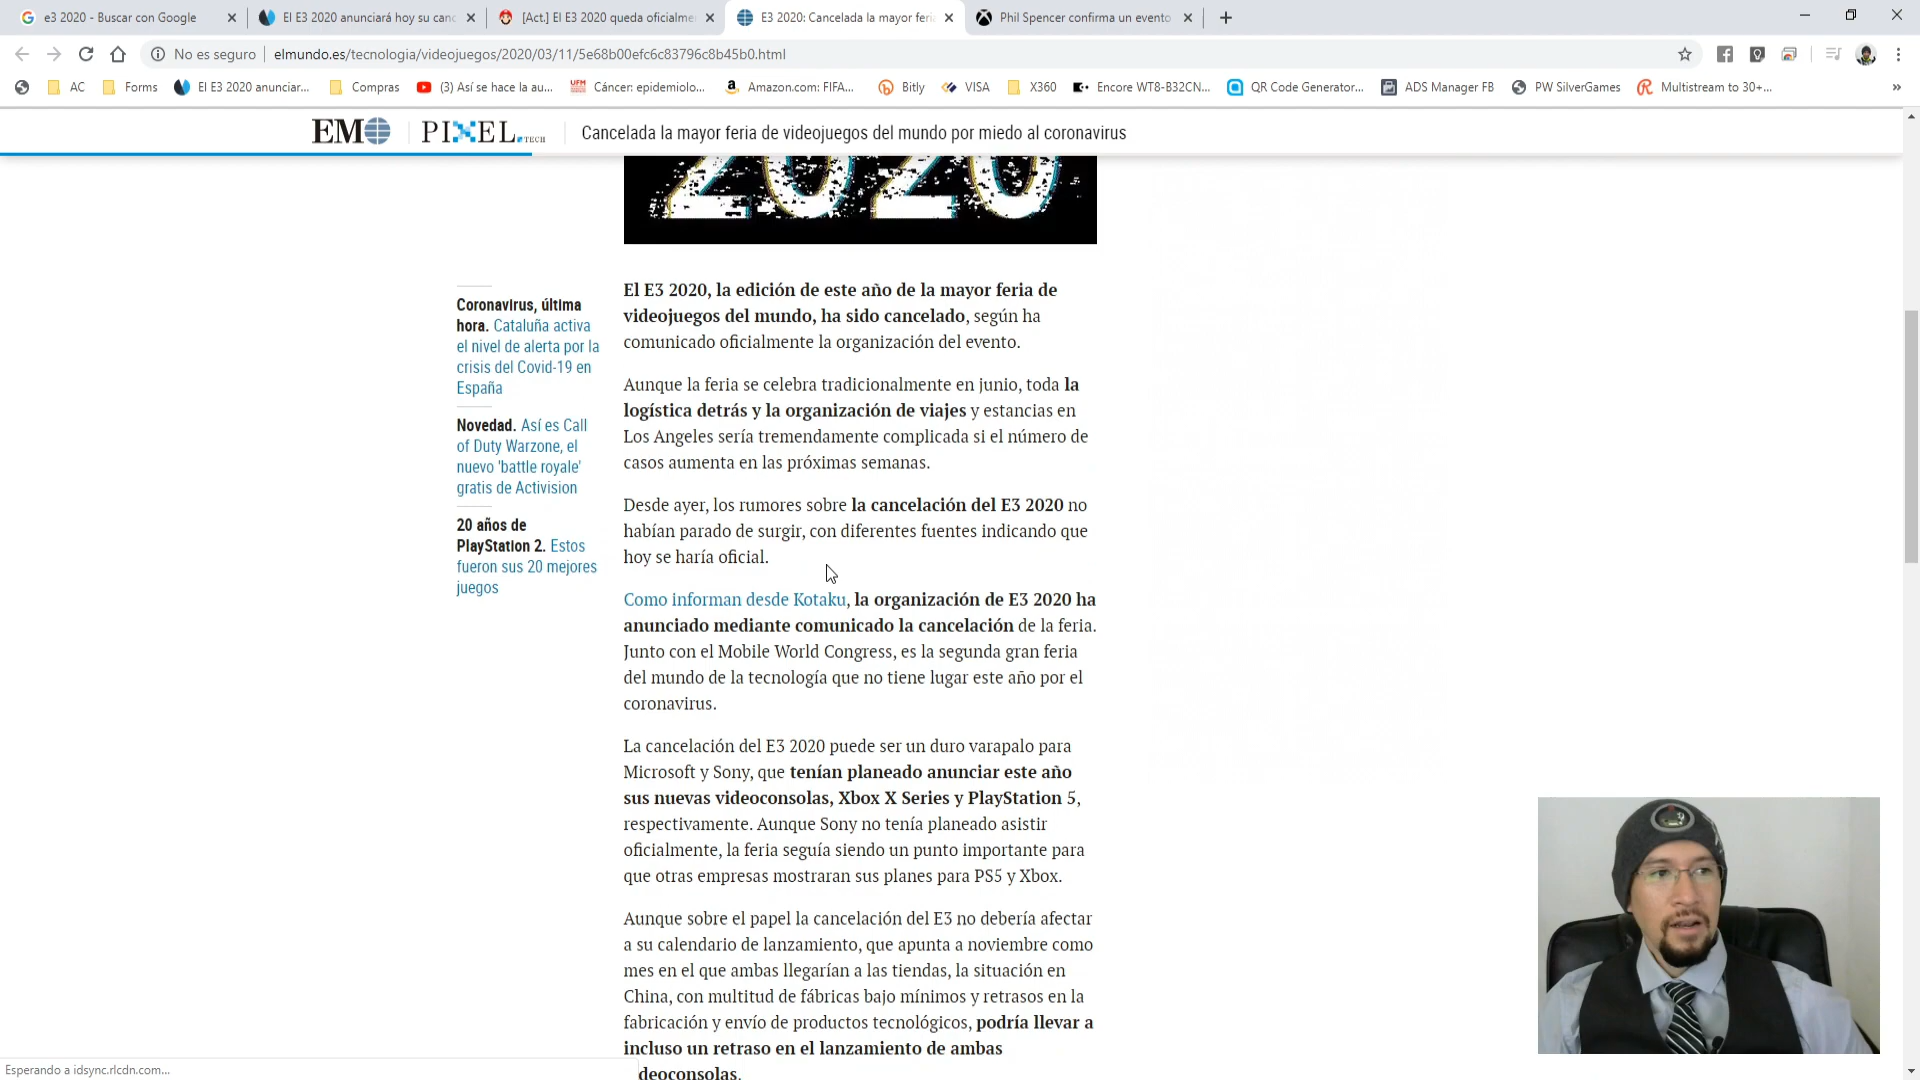 e3 2020 - Buscar con Google
El E3 2020 anunciará hoy su canc
[Act.] El E3 2020 queda oficialme
E3 2020: Cancelada la mayor feri
Phil Spencer confirma un evento
No es seguro
elmundo.es/tecnologia/videojuegos/2020/03/11/5e68b00efc6c83796c8b45b0.html
AC
Forms
El E3 2020 anunciar...
Compras
(3) Así se hace la au...
UFM
Cáncer: epidemiolo...
Amazon.com: FIFA...
Bitly
VISA
X360
Encore WT8-B32CN...
QR Code Generator...
ADS Manager FB
PW SilverGames
Multistream to 30+...
EM
PIXEL.TECH
Cancelada la mayor feria de videojuegos del mundo por miedo al coronavirus
2020
Coronavirus, última
hora. Cataluña activa
el nivel de alerta por la
crisis del Covid-19 en
España
Novedad. Así es Call
of Duty Warzone, el
nuevo 'battle royale'
gratis de Activision
20 años de
PlayStation 2. Estos
fueron sus 20 mejores
juegos
El E3 2020, la edición de este año de la mayor feria de
videojuegos del mundo, ha sido cancelado, según ha
comunicado oficialmente la organización del evento.
Aunque la feria se celebra tradicionalmente en junio, toda la
logística detrás y la organización de viajes y estancias en
Los Angeles sería tremendamente complicada si el número de
casos aumenta en las próximas semanas.
Desde ayer, los rumores sobre la cancelación del E3 2020 no
habían parado de surgir, con diferentes fuentes indicando que
hoy se haría oficial.
Como informan desde Kotaku, la organización de E3 2020 ha
anunciado mediante comunicado la cancelación de la feria.
Junto con el Mobile World Congress, es la segunda gran feria
del mundo de la tecnología que no tiene lugar este año por el
coronavirus.
La cancelación del E3 2020 puede ser un duro varapalo para
Microsoft y Sony, que tenían planeado anunciar este año
sus nuevas videoconsolas, Xbox X Series y PlayStation 5,
respectivamente. Aunque Sony no tenía planeado asistir
oficialmente, la feria seguía siendo un punto importante para
que otras empresas mostraran sus planes para PS5 y Xbox.
Aunque sobre el papel la cancelación del E3 no debería afectar
a su calendario de lanzamiento, que apunta a noviembre como
mes en el que ambas llegarían a las tiendas, la situación en
China, con multitud de fábricas bajo mínimos y retrasos en la
fabricación y envío de productos tecnológicos, podría llevar a
incluso un retraso en el lanzamiento de ambas
deoconsolas.
Esperando a idsync.rlcdn.com...